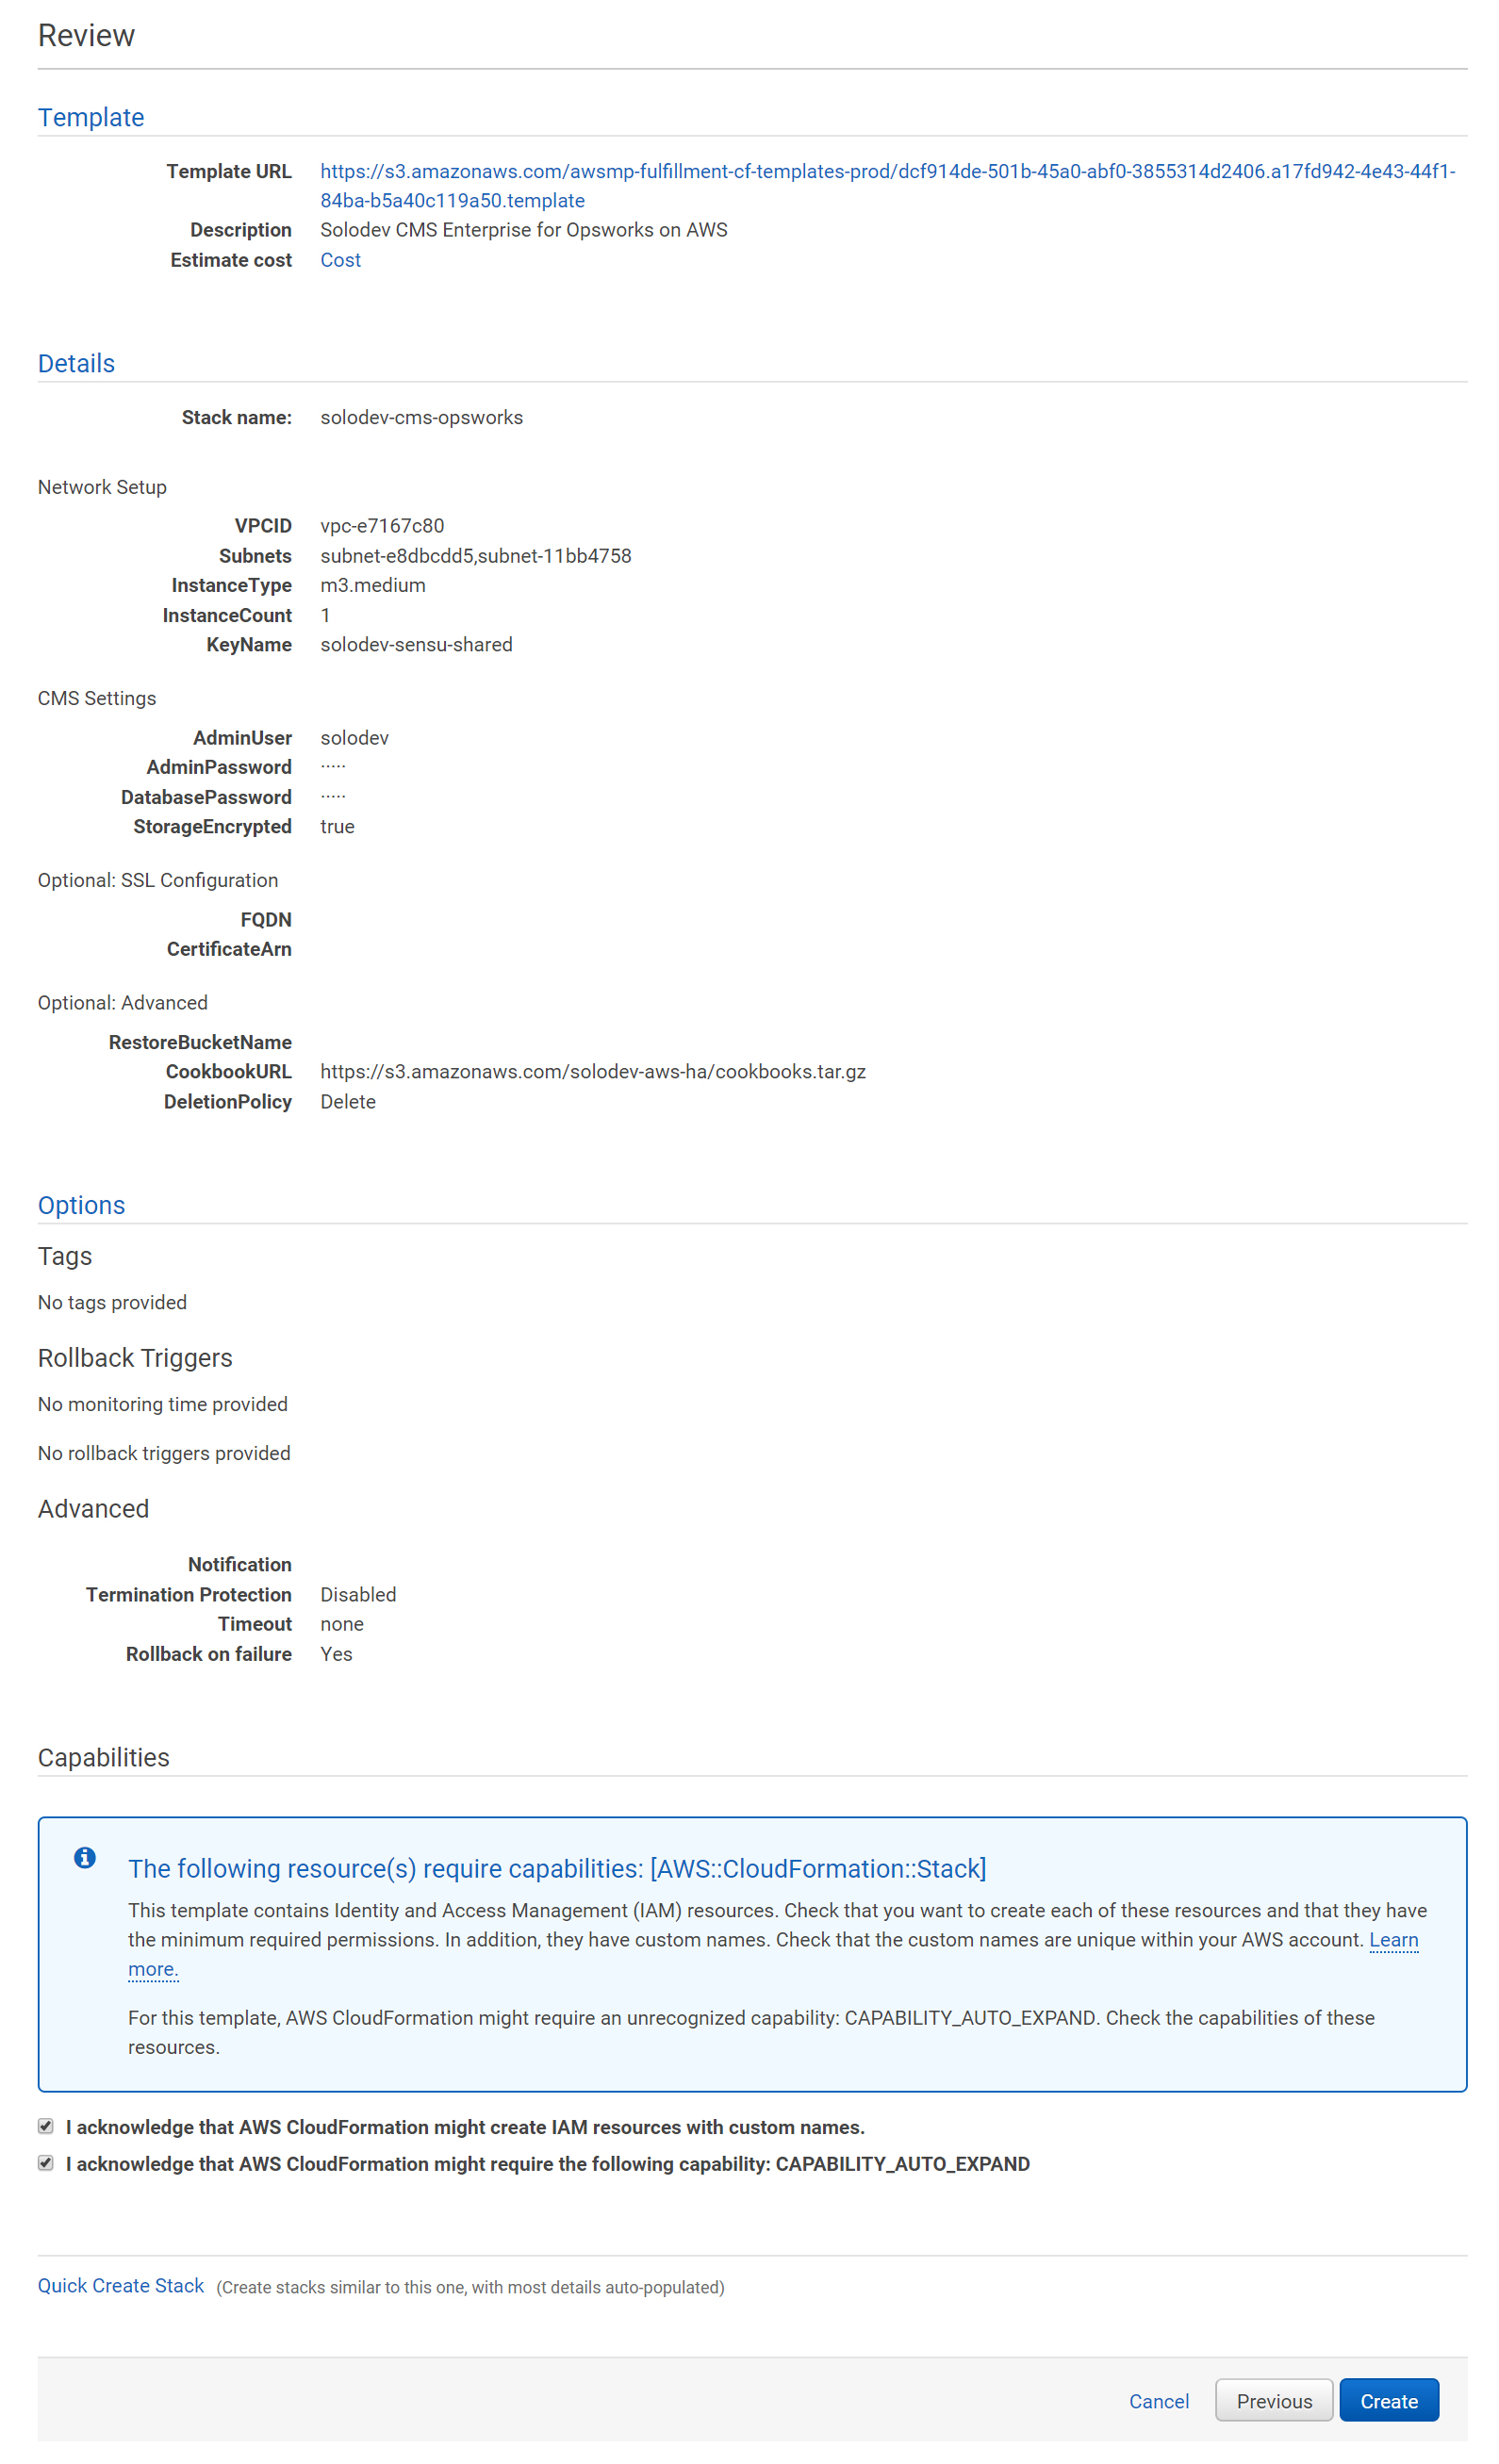 Review
Template
Template URL https://s3.amazonaws.com/awsmp-fulfillment-cf-templates-prod/dcf914de-501b-45a0-abf0-3855314d2406.a17fd942-4e43-44f1-
84ba-b5a40c119a50.template
Description Solodev CMS Enterprise for Opsworks on AWS
Estimate cost Cost
Details
Stack name: solodev-cms-opsworks
Network Setup
VPCID vpc-e7167c80
Subnets subnet-e8dbcdd5,subnet-11bb4758
InstanceType m3.medium
InstanceCount 1
KeyName solodev-sensu-shared
CMS Settings
AdminUser solodev
AdminPassword ·····
DatabasePassword ·····
StorageEncrypted true
Optional: SSL Configuration
FQDN
CertificateArn
Optional: Advanced
RestoreBucketName
CookbookURL https://s3.amazonaws.com/solodev-aws-ha/cookbooks.tar.gz
DeletionPolicy Delete
Options
Tags
No tags provided
Rollback Triggers
No monitoring time provided
No rollback triggers provided
Advanced
Notification
Termination Protection Disabled
Timeout none
Rollback on failure Yes
Capabilities
The following resource(s) require capabilities: [AWS::CloudFormation::Stack]
This template contains Identity and Access Management (IAM) resources. Check that you want to create each of these resources and that they have
the minimum required permissions. In addition, they have custom names. Check that the custom names are unique within your AWS account. Learn
more.
For this template, AWS CloudFormation might require an unrecognized capability: CAPABILITY_AUTO_EXPAND. Check the capabilities of these
resources.
I acknowledge that AWS CloudFormation might create IAM resources with custom names.
I acknowledge that AWS CloudFormation might require the following capability: CAPABILITY_AUTO_EXPAND
Quick Create Stack (Create stacks similar to this one, with most details auto-populated)
Cancel Previous Create